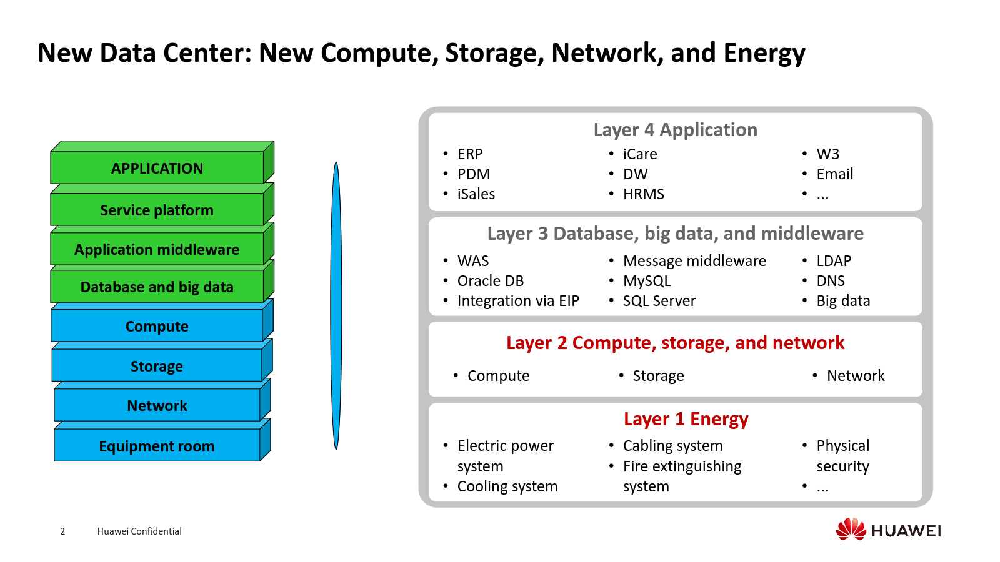 New Data Center: New Compute, Storage, Network, and Energy
APPLICATION
Service platform
Application middleware
Database and big data
Compute
Storage
Network
Equipment room
Layer 4 Application
• ERP
• PDM
• iSales
• iCare
• DW
• HRMS
• W3
• Email
• ...
Layer 3 Database, big data, and middleware
• WAS
• Oracle DB
• Integration via EIP
• Message middleware
• MySQL
• SQL Server
• LDAP
• DNS
• Big data
Layer 2 Compute, storage, and network
• Compute
• Storage
• Network
Layer 1 Energy
• Electric power
system
• Cooling system
• Cabling system
• Fire extinguishing
system
• Physical
security
• ...
2
Huawei Confidential
HUAWEI